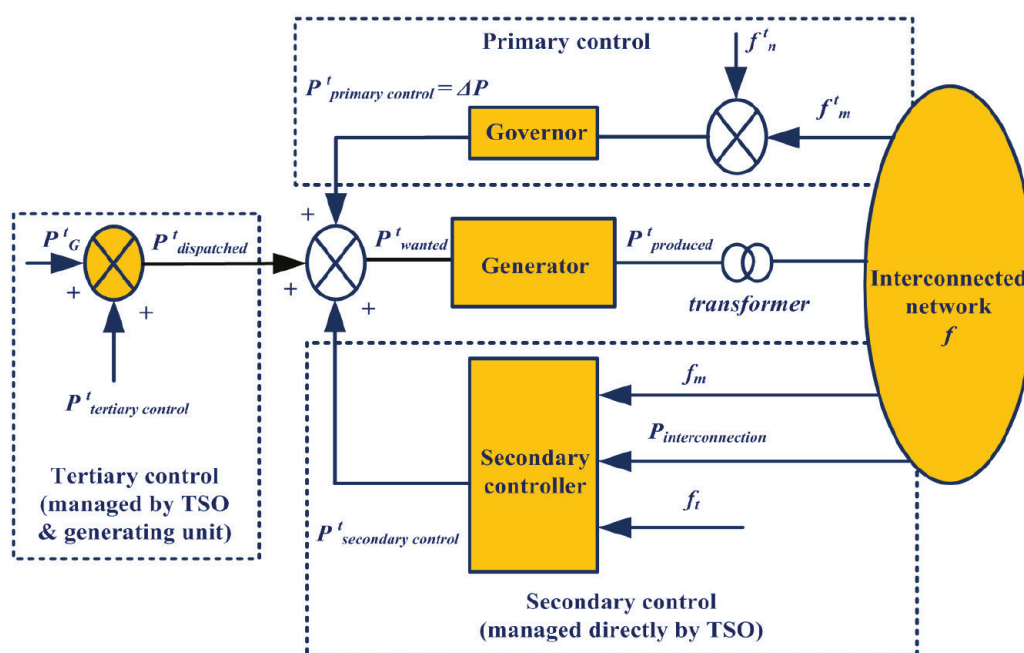 Primary control
f^t_n
P^t_primary control = ΔP
f^t_m
Governor
+
P^t_G
P^t_dispatched
P^t_wanted
P^t_produced
Generator
Interconnected
network
f
+
+
+
+
transformer
f_m
P^t_tertiary control
P_interconnection
Secondary
controller
Tertiary control
(managed by TSO
& generating unit)
f_t
P^t_secondary control
Secondary control
(managed directly by TSO)